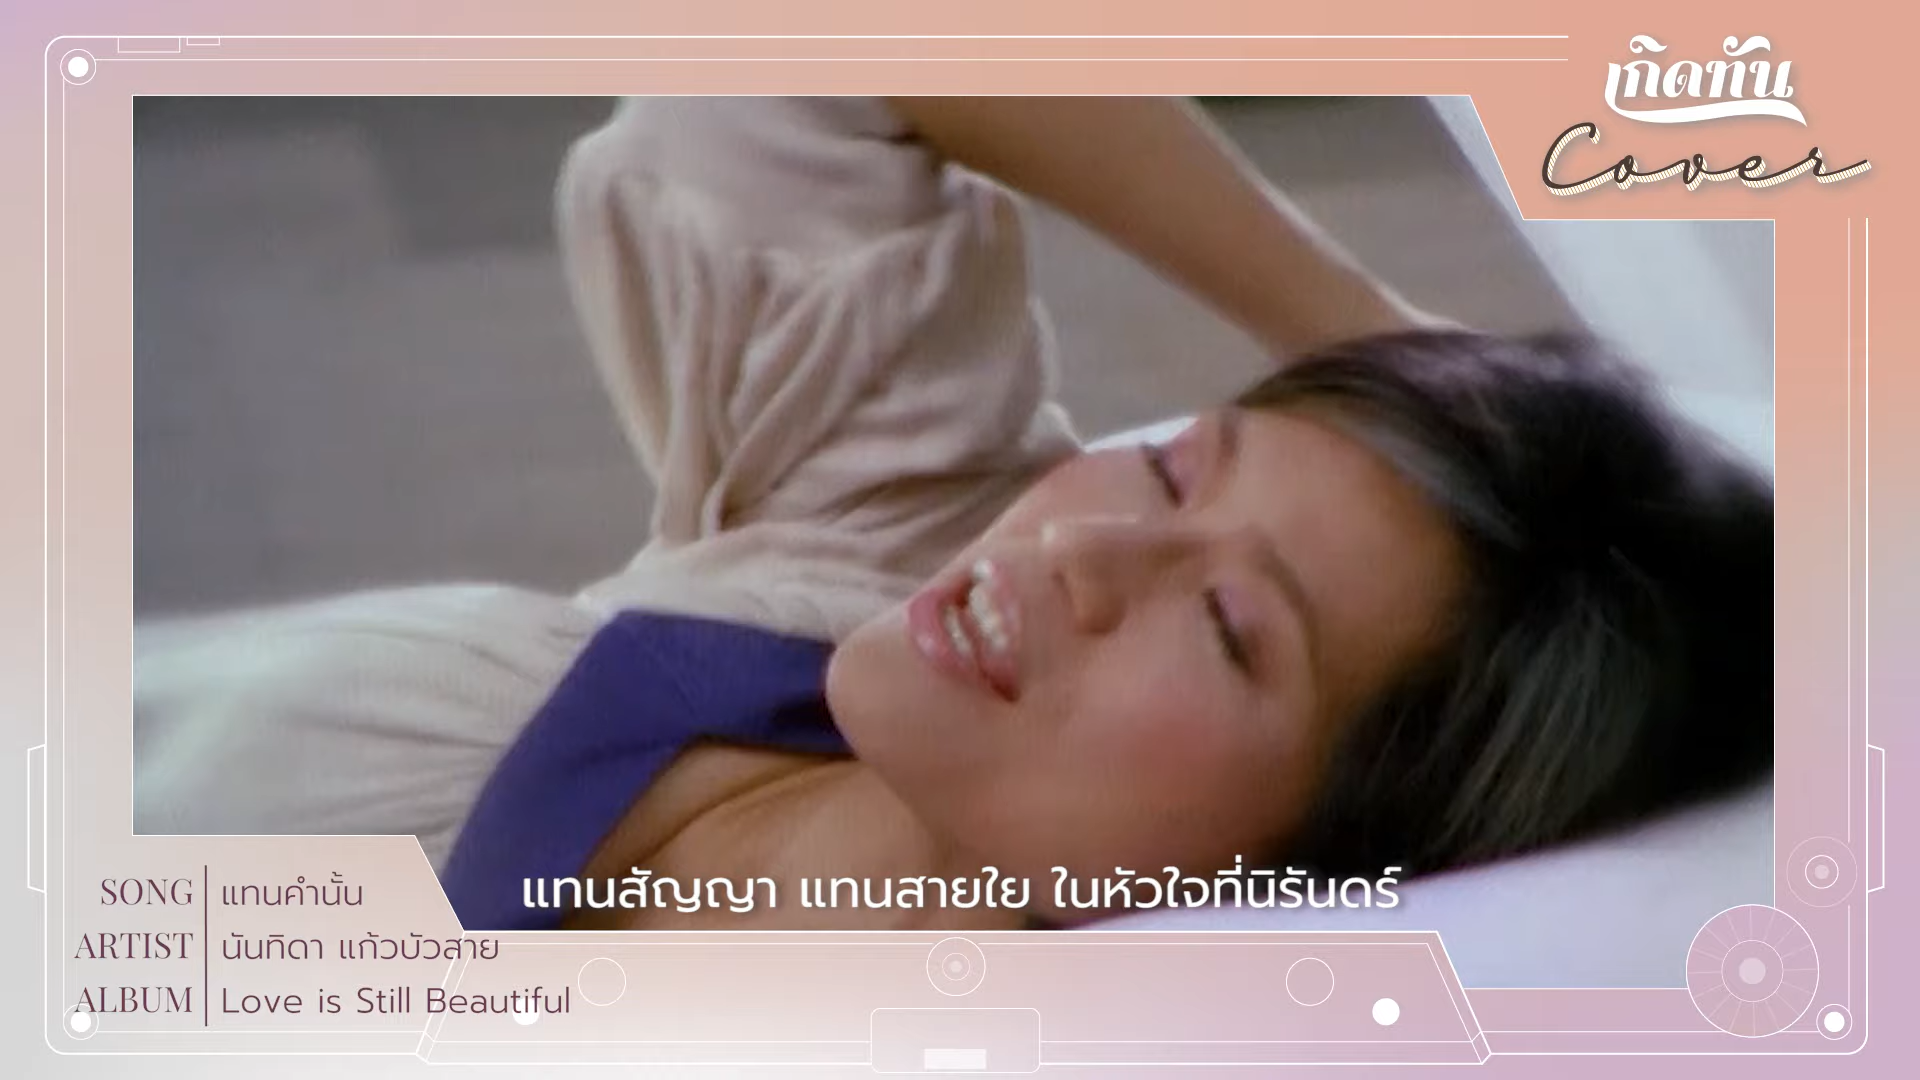 เกิดทัน
Cover
แทนสัญญา แทนสายใย ในหัวใจที่นิรันดร์
SONG แทนคำนั้น
ARTIST นันทิดา แก้วบัวสาย
ALBUM Love is Still Beautiful